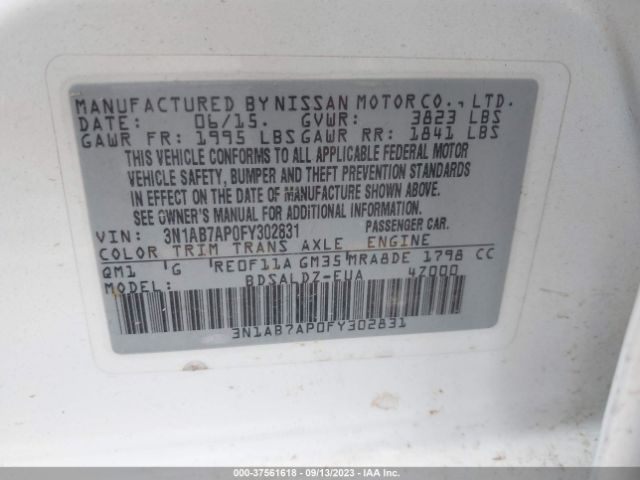 MANUFACTURED BY NISSAN MOTOR CO., LTD.
DATE: 06/15. GVWR: 3823 LBS
GAWR FR: 1995 LBS GAWR RR: 1841 LBS
THIS VEHICLE CONFORMS TO ALL APPLICABLE FEDERAL MOTOR
VEHICLE SAFETY, BUMPER AND THEFT PREVENTION STANDARDS
IN EFFECT ON THE DATE OF MANUFACTURE SHOWN ABOVE.
SEE OWNER'S MANUAL FOR ADDITIONAL INFORMATION.
VIN: 3N1AB7AP0FY302831 PASSENGER CAR.
COLOR TRIM TRANS AXLE ENGINE
QM1 'G 'RE0F11A GM35 MRA8DE 1798 CC
MODEL: BDSALDZ-EUA 47000
3N1AB7AP0FY302831
000-37561618 - 09/13/2023 - Copyright IAA, Inc.